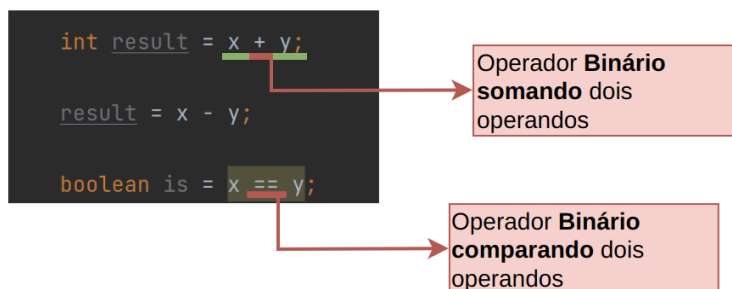 int result = x + y;
Operador Binário
somando dois
operandos
result = x - y;
boolean is = x == y;
Operador Binário
comparando dois
operandos